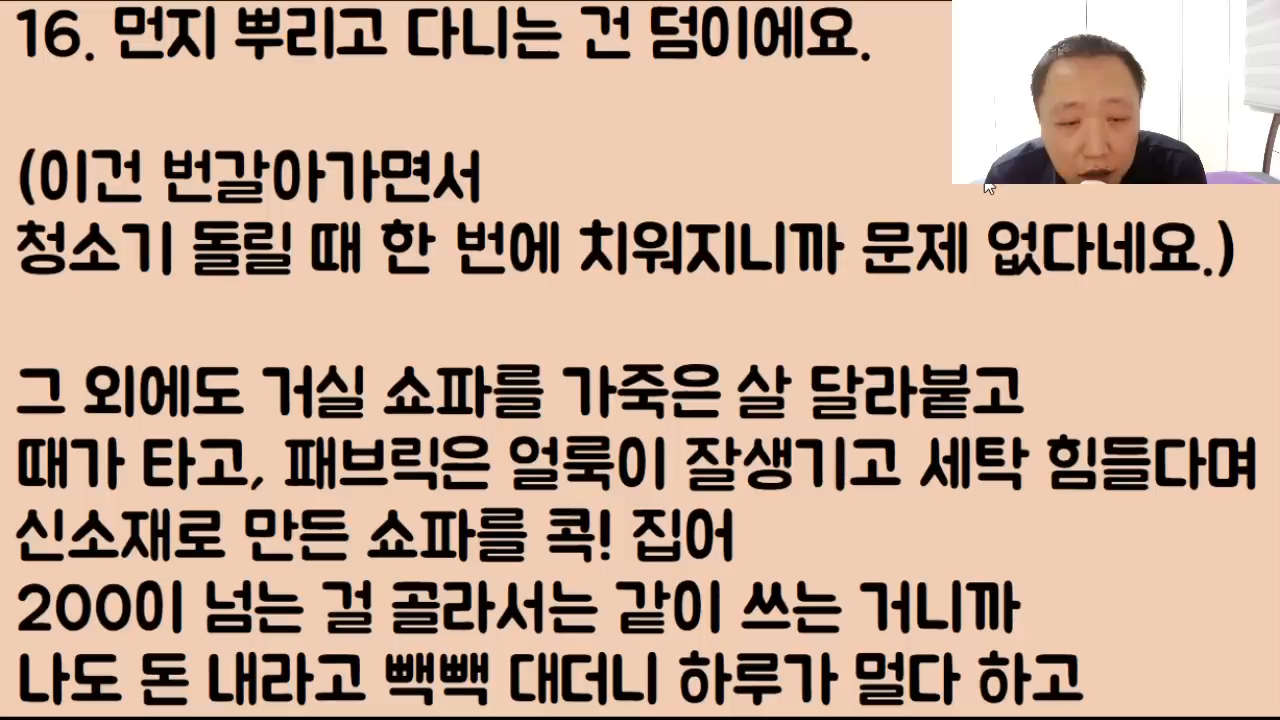 16. 먼지 뿌리고 다니는 건 덤이에요.
(이건 번갈아가면서
청소기 돌릴 때 한 번에 치워지니까 문제 없다네요.)
그 외에도 거실 쇼파를 가죽은 살 달라붙고
때가 타고, 패브릭은 얼룩이 잘생기고 세탁 힘들다며
신소재로 만든 쇼파를 콕! 집어
200이 넘는 걸 골라서는 같이 쓰는 거니까
나도 돈 내라고 빽빽 대더니 하루가 멀다 하고